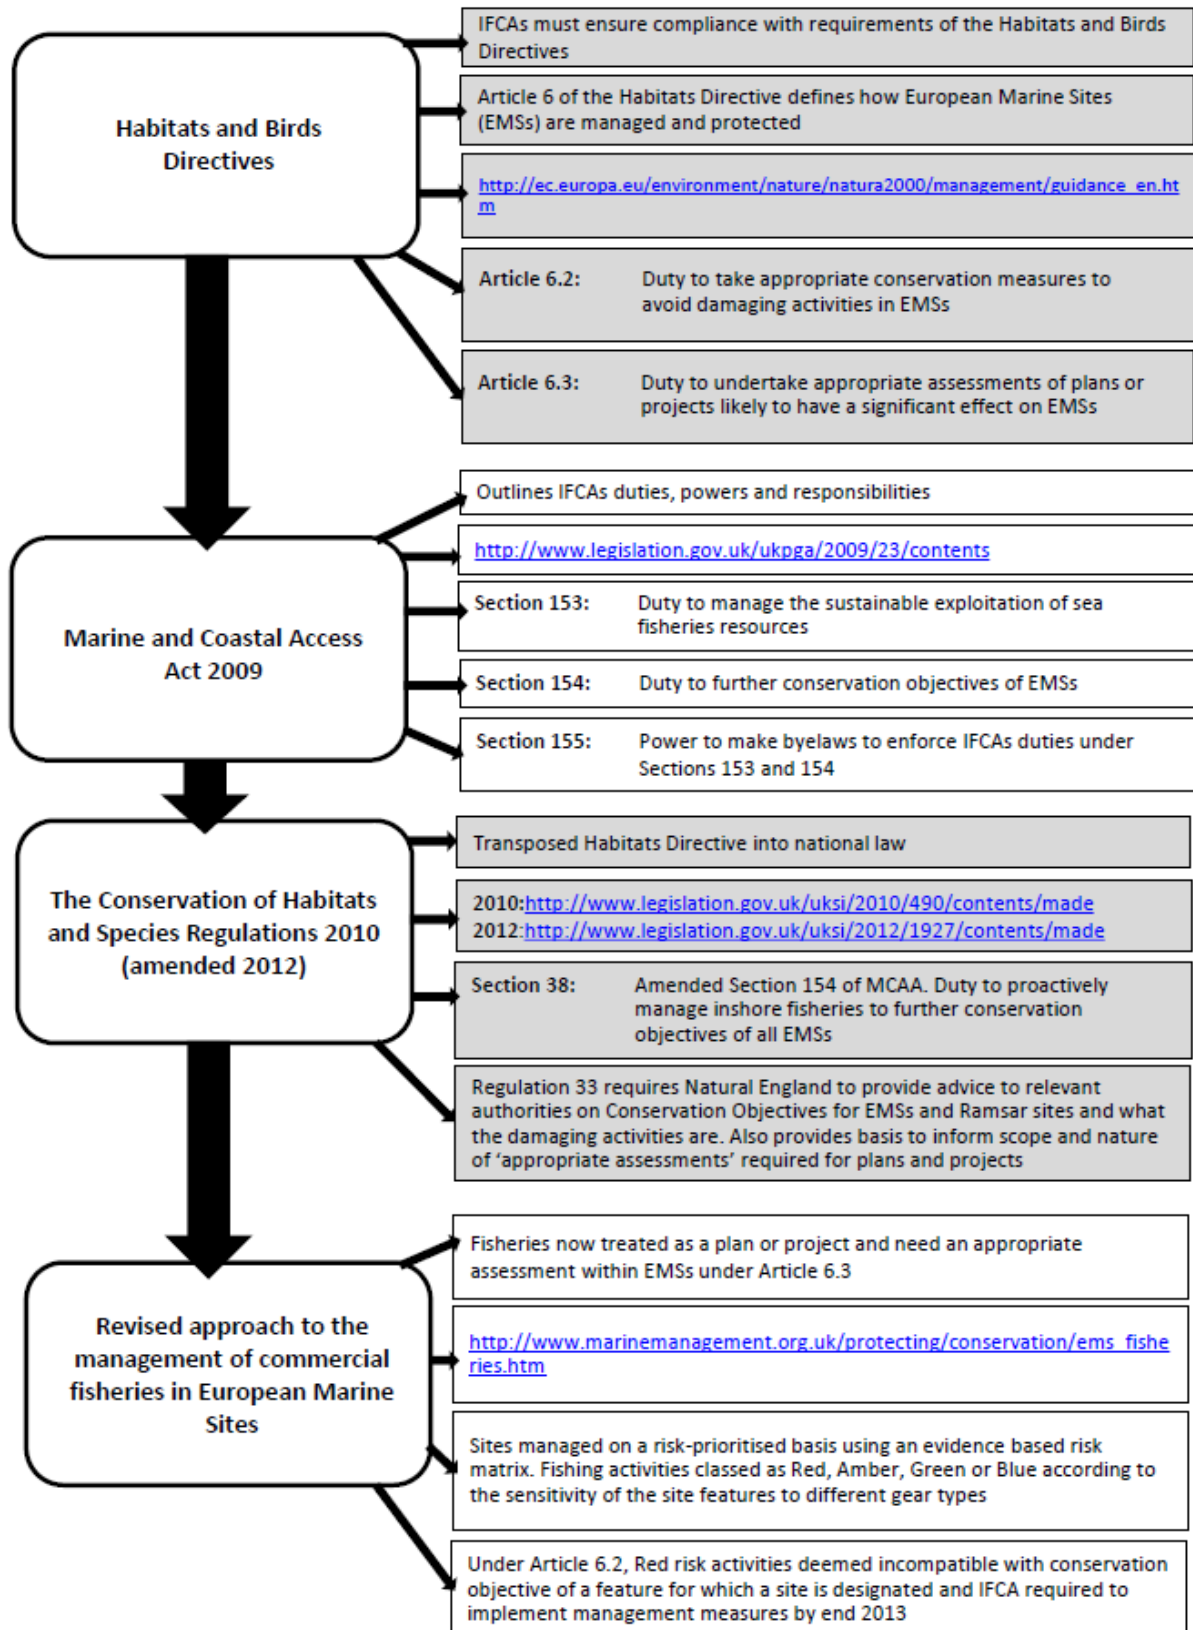 Habitats and Birds
Directives
IFCAs must ensure compliance with requirements of the Habitats and Birds
Directives
Article 6 of the Habitats Directive defines how European Marine Sites
(EMSs) are managed and protected
http://ec.europa.eu/environment/nature/natura2000/management/guidance_en.ht
m
Article 6.2: Duty to take appropriate conservation measures to
avoid damaging activities in EMSs
Article 6.3: Duty to undertake appropriate assessments of plans or
projects likely to have a significant effect on EMSs
Marine and Coastal Access
Act 2009
Outlines IFCAs duties, powers and responsibilities
http://www.legislation.gov.uk/ukpga/2009/23/contents
Section 153: Duty to manage the sustainable exploitation of sea
fisheries resources
Section 154: Duty to further conservation objectives of EMSs
Section 155: Power to make byelaws to enforce IFCAs duties under
Sections 153 and 154
The Conservation of Habitats
and Species Regulations 2010
(amended 2012)
Transposed Habitats Directive into national law
2010:http://www.legislation.gov.uk/uksi/2010/490/contents/made
2012:http://www.legislation.gov.uk/uksi/2012/1927/contents/made
Section 38: Amended Section 154 of MCAA. Duty to proactively
manage inshore fisheries to further conservation
objectives of all EMSs
Regulation 33 requires Natural England to provide advice to relevant
authorities on Conservation Objectives for EMSs and Ramsar sites and what
the damaging activities are. Also provides basis to inform scope and nature
of ‘appropriate assessments’ required for plans and projects
Revised approach to the
management of commercial
fisheries in European Marine
Sites
Fisheries now treated as a plan or project and need an appropriate
assessment within EMSs under Article 6.3
http://www.marinemanagement.org.uk/protecting/conservation/ems_fishe
ries.htm
Sites managed on a risk-prioritised basis using an evidence based risk
matrix. Fishing activities classed as Red, Amber, Green or Blue according to
the sensitivity of the site features to different gear types
Under Article 6.2, Red risk activities deemed incompatible with conservation
objective of a feature for which a site is designated and IFCA required to
implement management measures by end 2013